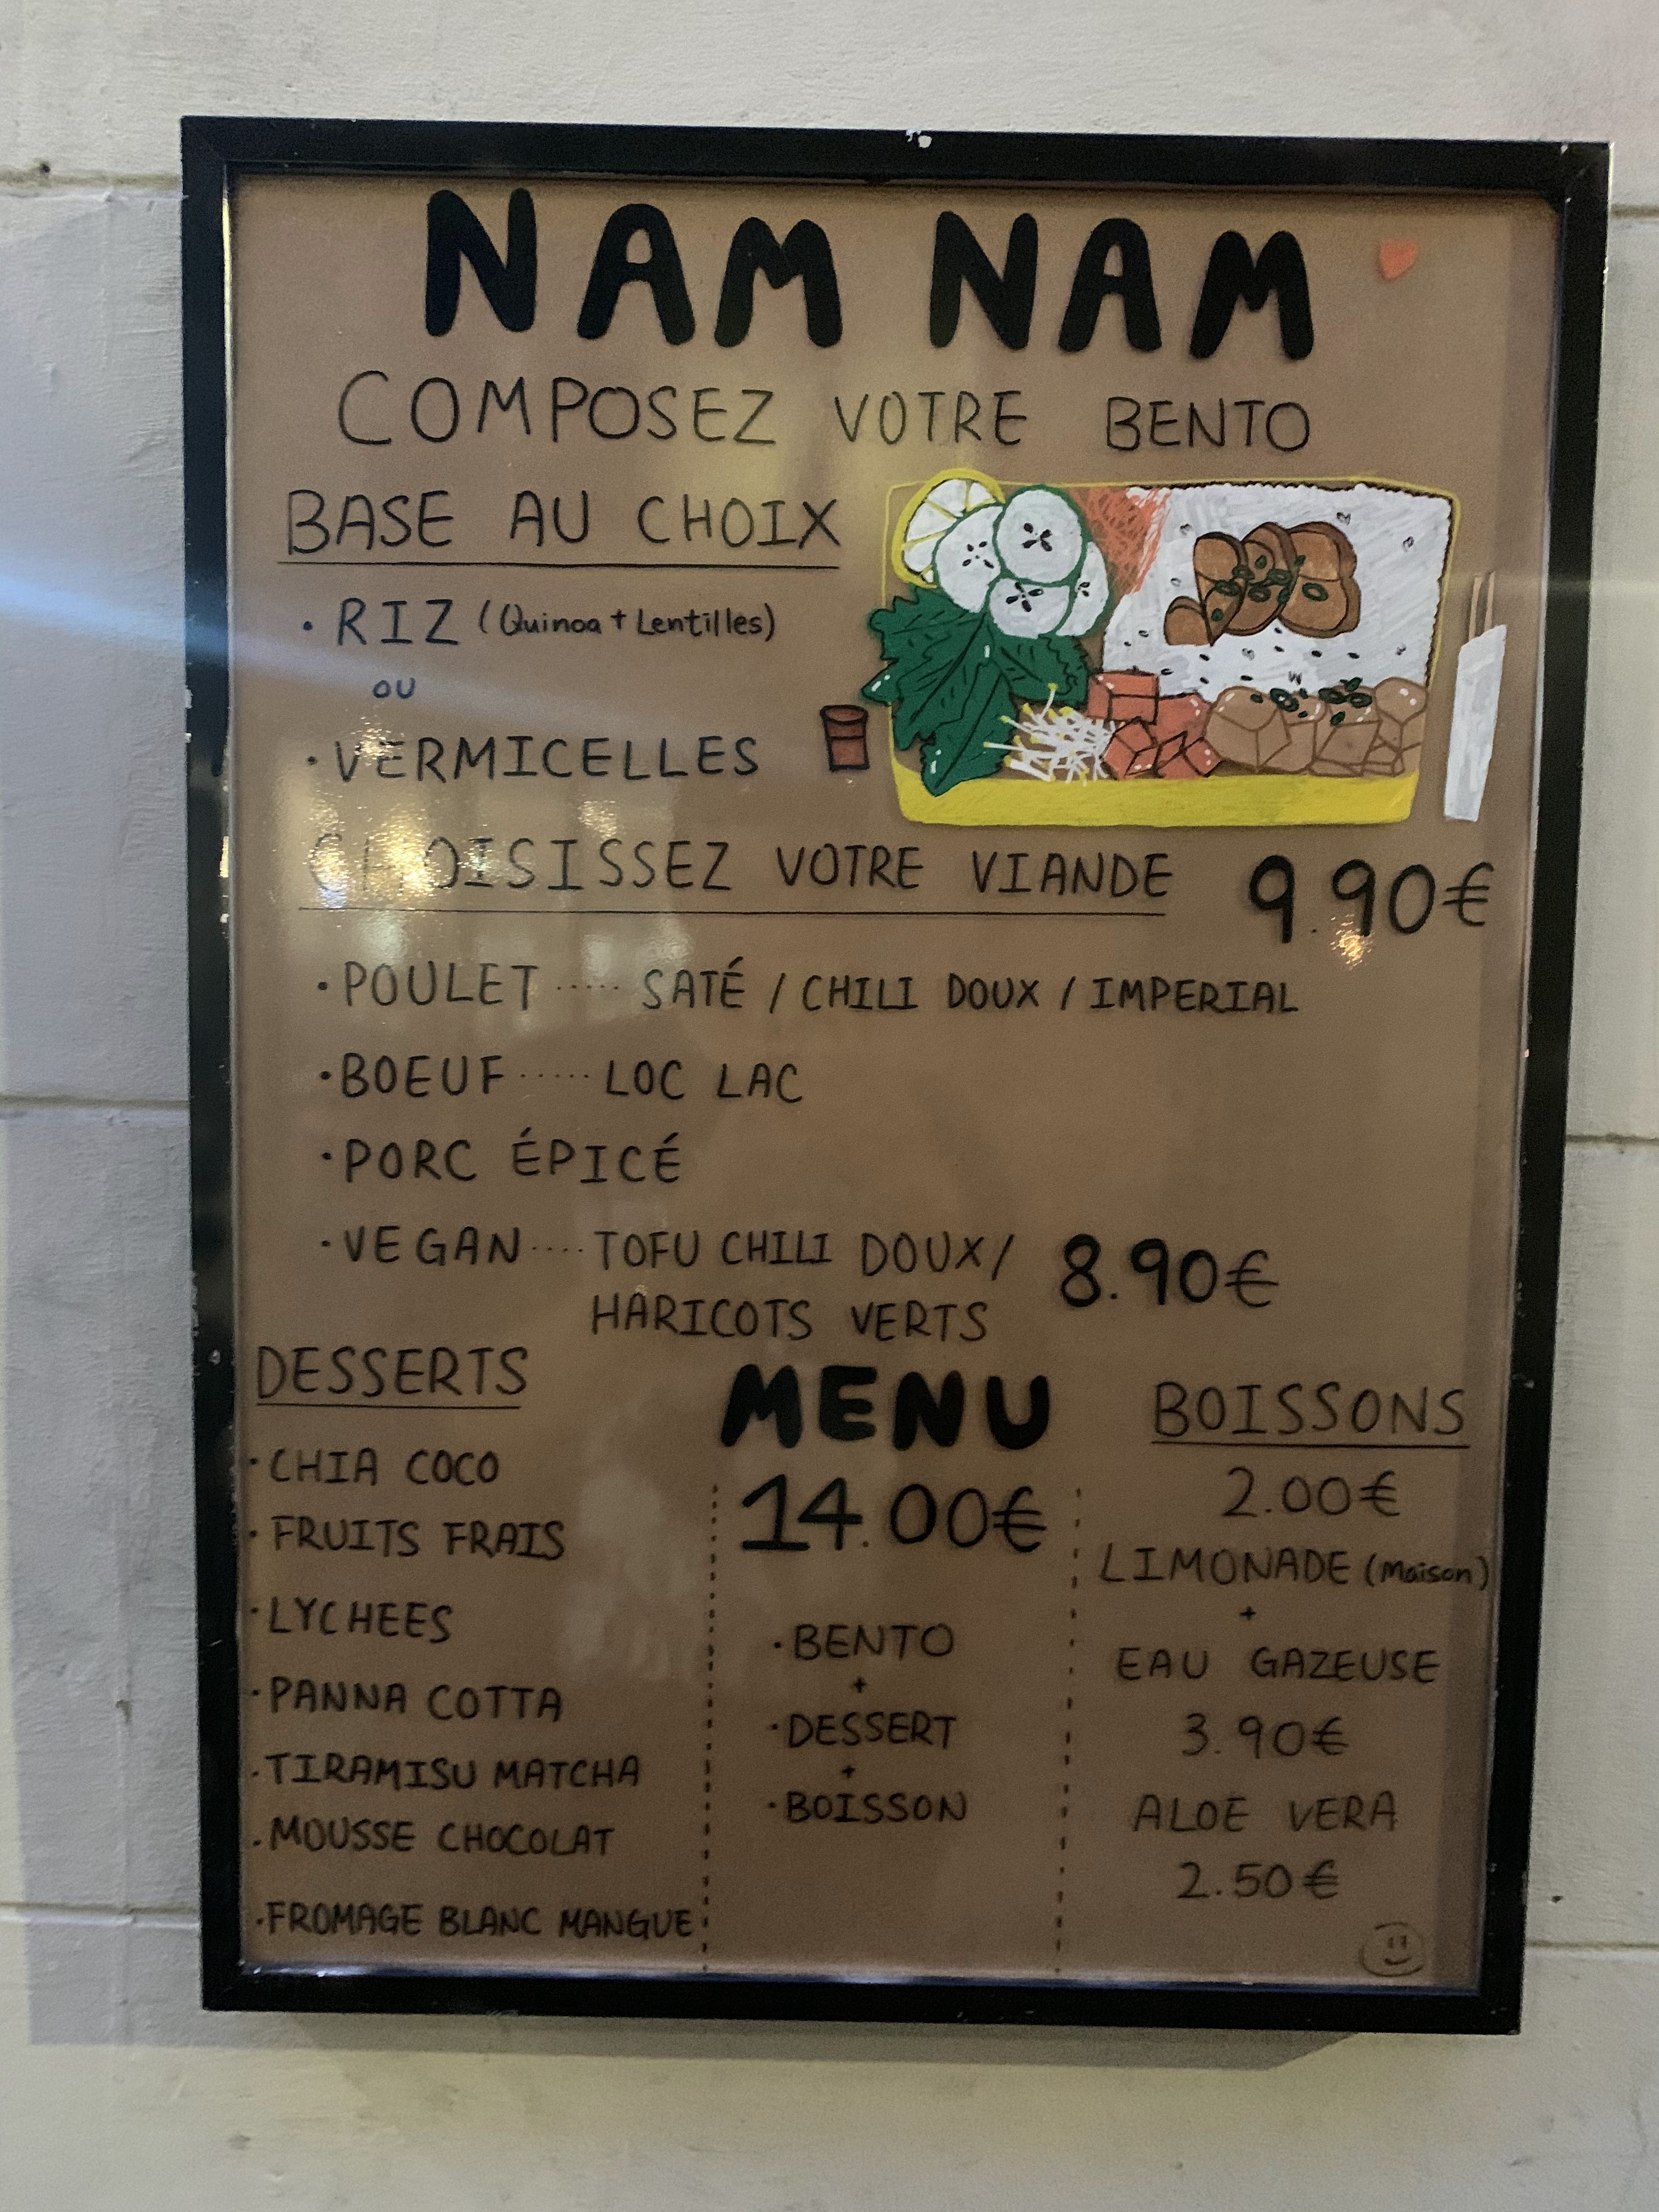 NAM NAM
COMPOSEZ VOTRE BENTO
BASE AU CHOIX
· RIZ (Quinoa + Lentilles)
ou
· VERMICELLES
CHOISISSEZ VOTRE VIANDE 9.90€
· POULET ..... SATÉ / CHILI DOUX / IMPERIAL
· BOEUF ..... LOC LAC
· PORC ÉPICÉ
· VEGAN .... TOFU CHILI DOUX / 8.90€
HARICOTS VERTS
DESSERTS
· CHIA COCO
· FRUITS FRAIS
· LYCHEES
· PANNA COTTA
· TIRAMISU MATCHA
· MOUSSE CHOCOLAT
· FROMAGE BLANC MANGUE
MENU
14.00€
· BENTO
+
· DESSERT
+
· BOISSON
BOISSONS
2.00€
LIMONADE (Maison)
+
EAU GAZEUSE
3.90€
ALOE VERA
2.50€